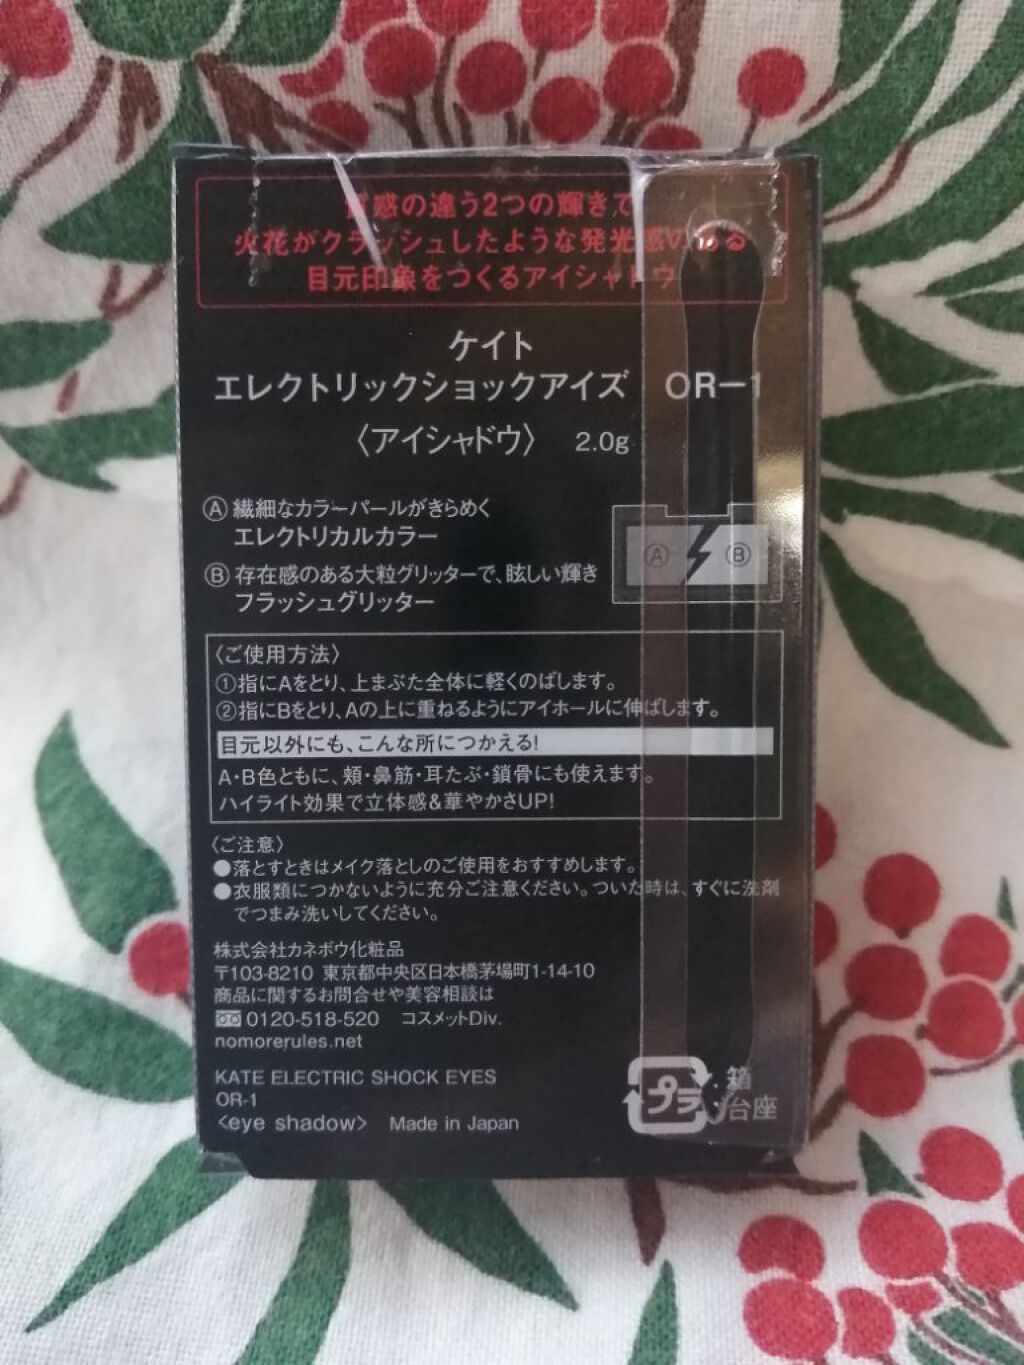 質感の違う2つの輝きで
火花がクラッシュしたような発光感のある
目元印象をつくるアイシャドウ
ケイト
エレクトリックショックアイズ OR-1
〈アイシャドウ〉 2.0g
Ⓐ 繊細なカラーパールがきらめく
エレクトリカルカラー
Ⓑ 存在感のある大粒グリッターで、眩しい輝き
フラッシュグリッター
Ⓐ Ⓑ
〈ご使用方法〉
①指にAをとり、上まぶた全体に軽くのばします。
②指にBをとり、Aの上に重ねるようにアイホールに伸ばします。
目元以外にも、こんな所につかえる!
A・B色ともに、頬・鼻筋・耳たぶ・鎖骨にも使えます。
ハイライト効果で立体感&華やかさUP!
〈ご注意〉
●落とすときはメイク落としのご使用をおすすめします。
●衣服類につかないように充分ご注意ください。ついた時は、すぐに洗剤
でつまみ洗いしてください。
株式会社カネボウ化粧品
〒103-8210 東京都中央区日本橋茅場町1-14-10
商品に関するお問合せや美容相談は
0120-518-520 コスメットDiv.
nomorerules.net
KATE ELECTRIC SHOCK EYES
OR-1
<eye shadow> Made in Japan
プラ :箱
:台座